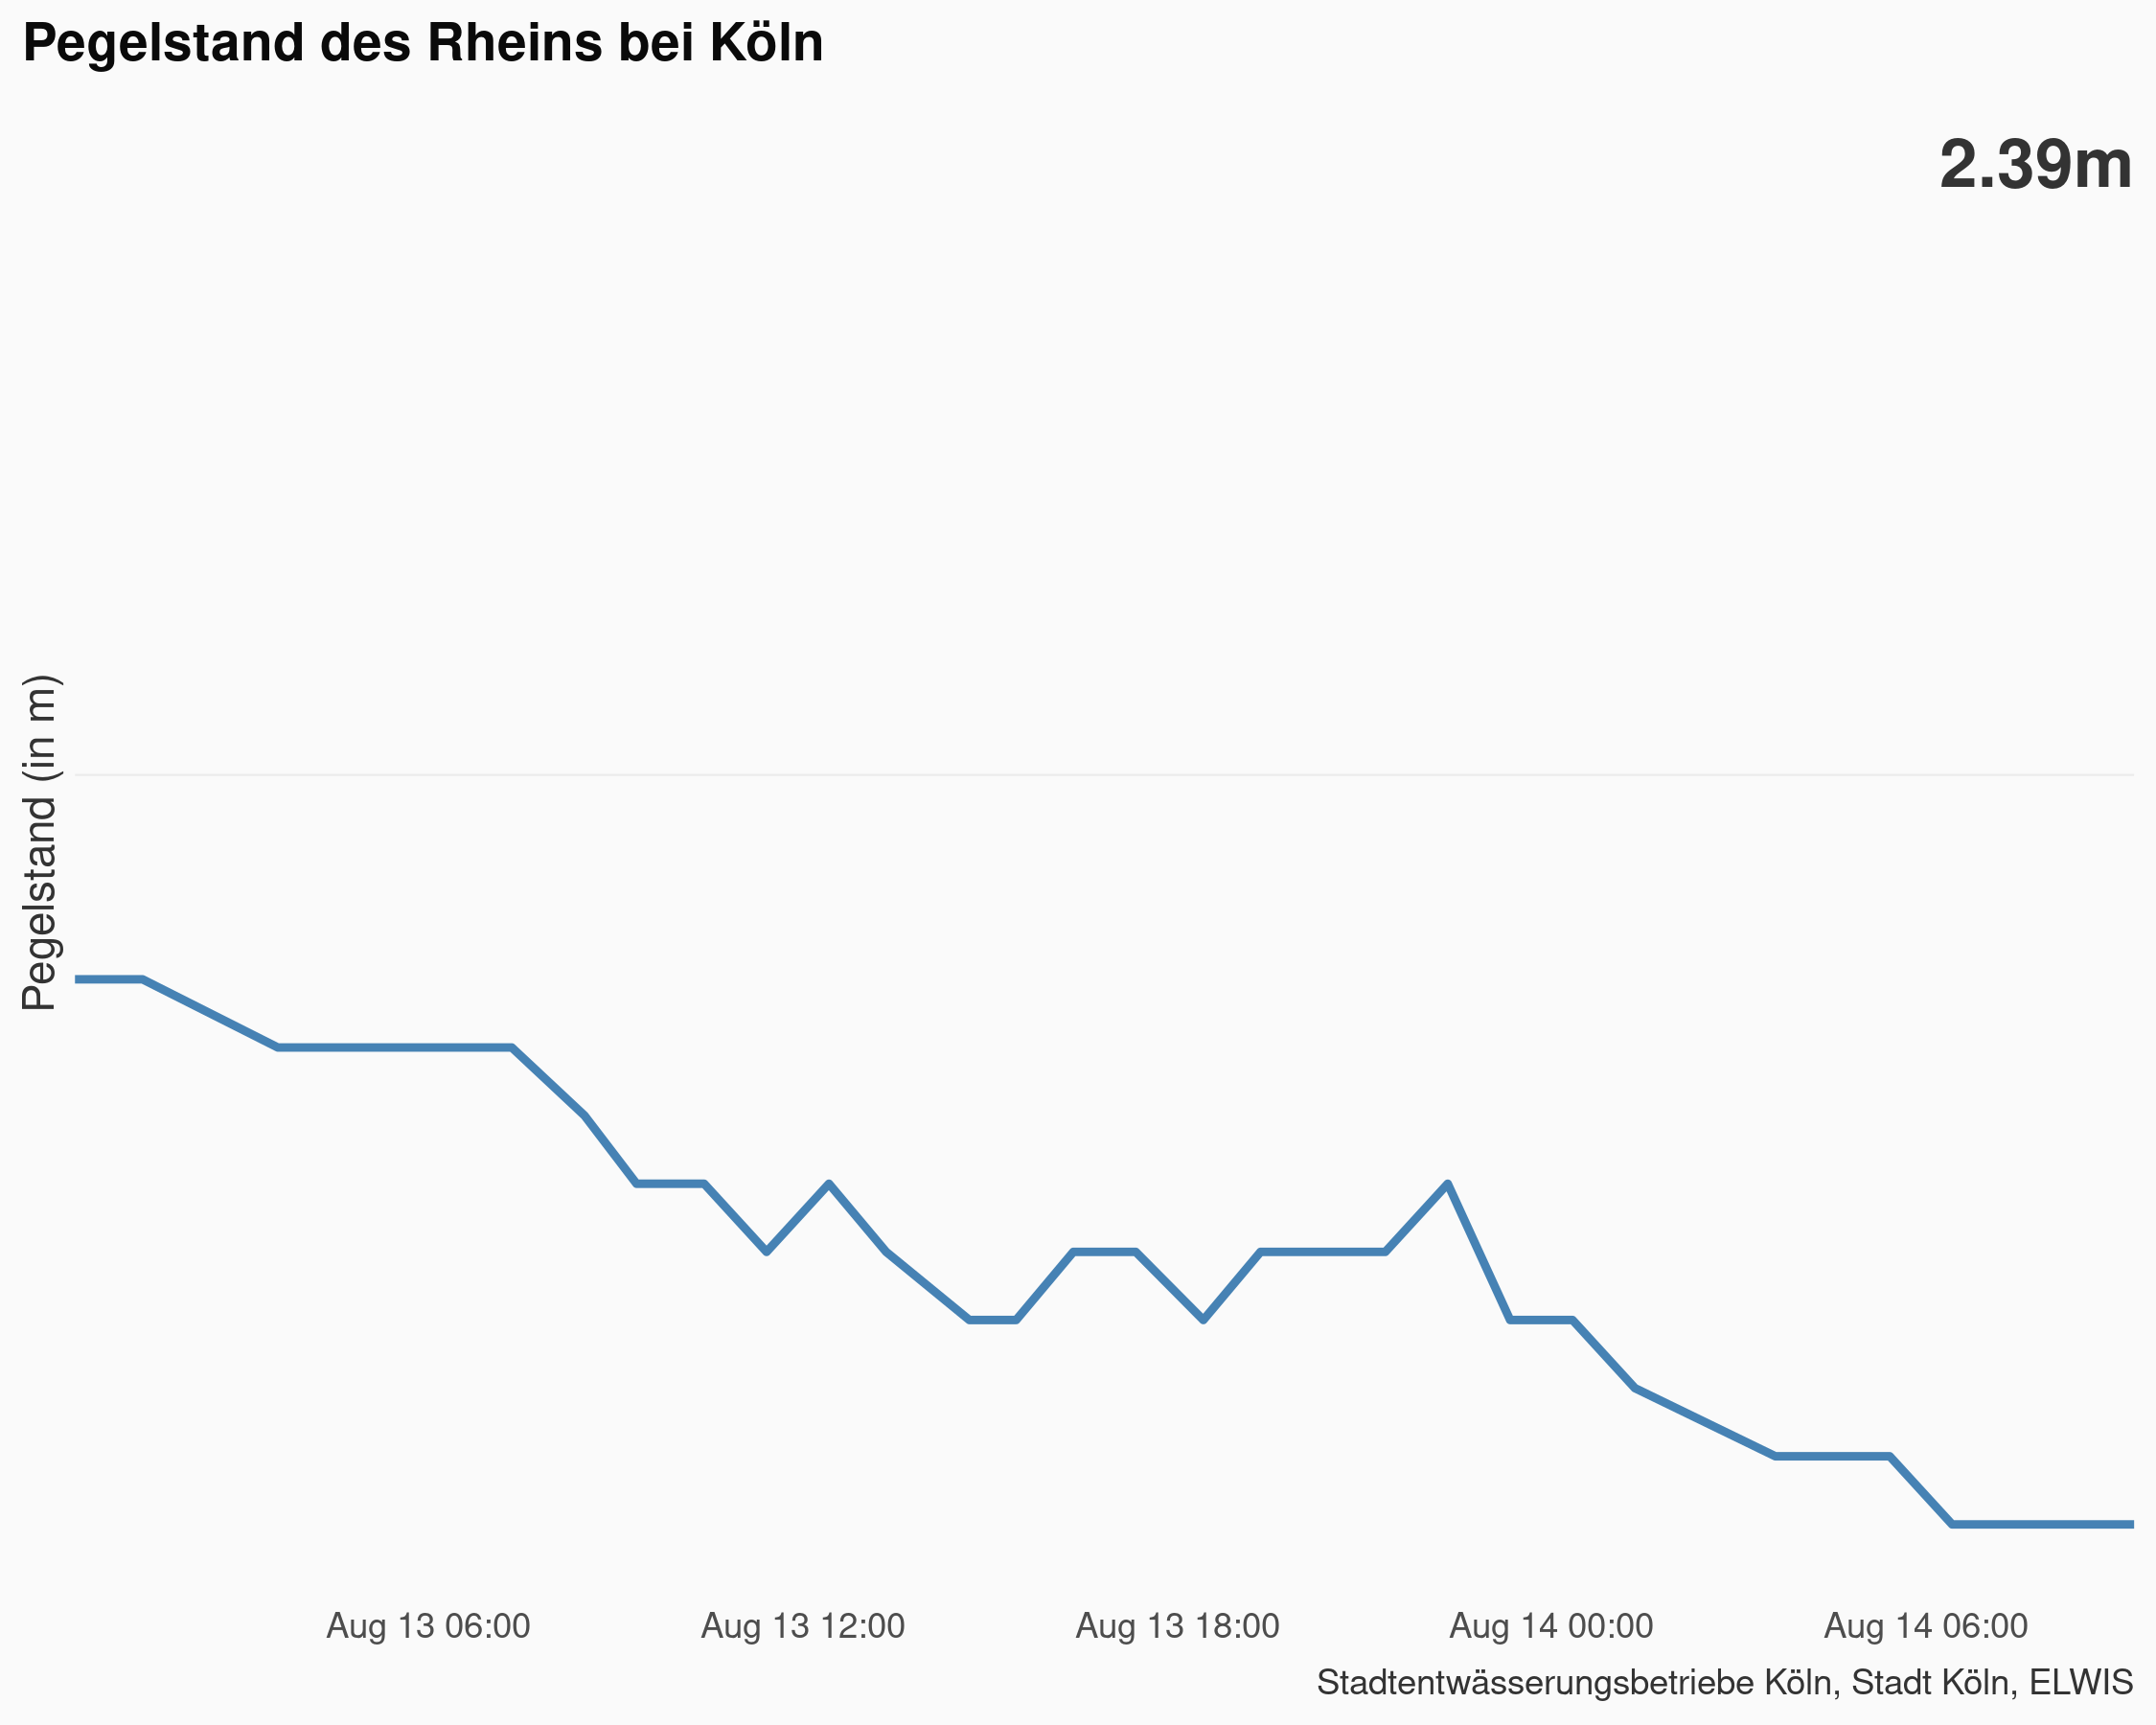 Pegelstand des Rheins bei Köln
2.39m
Pegelstand (in m)
Aug 13 06:00
Aug 13 12:00
Aug 13 18:00
Aug 14 00:00
Aug 14 06:00
Stadtentwässerungsbetriebe Köln, Stadt Köln, ELWIS